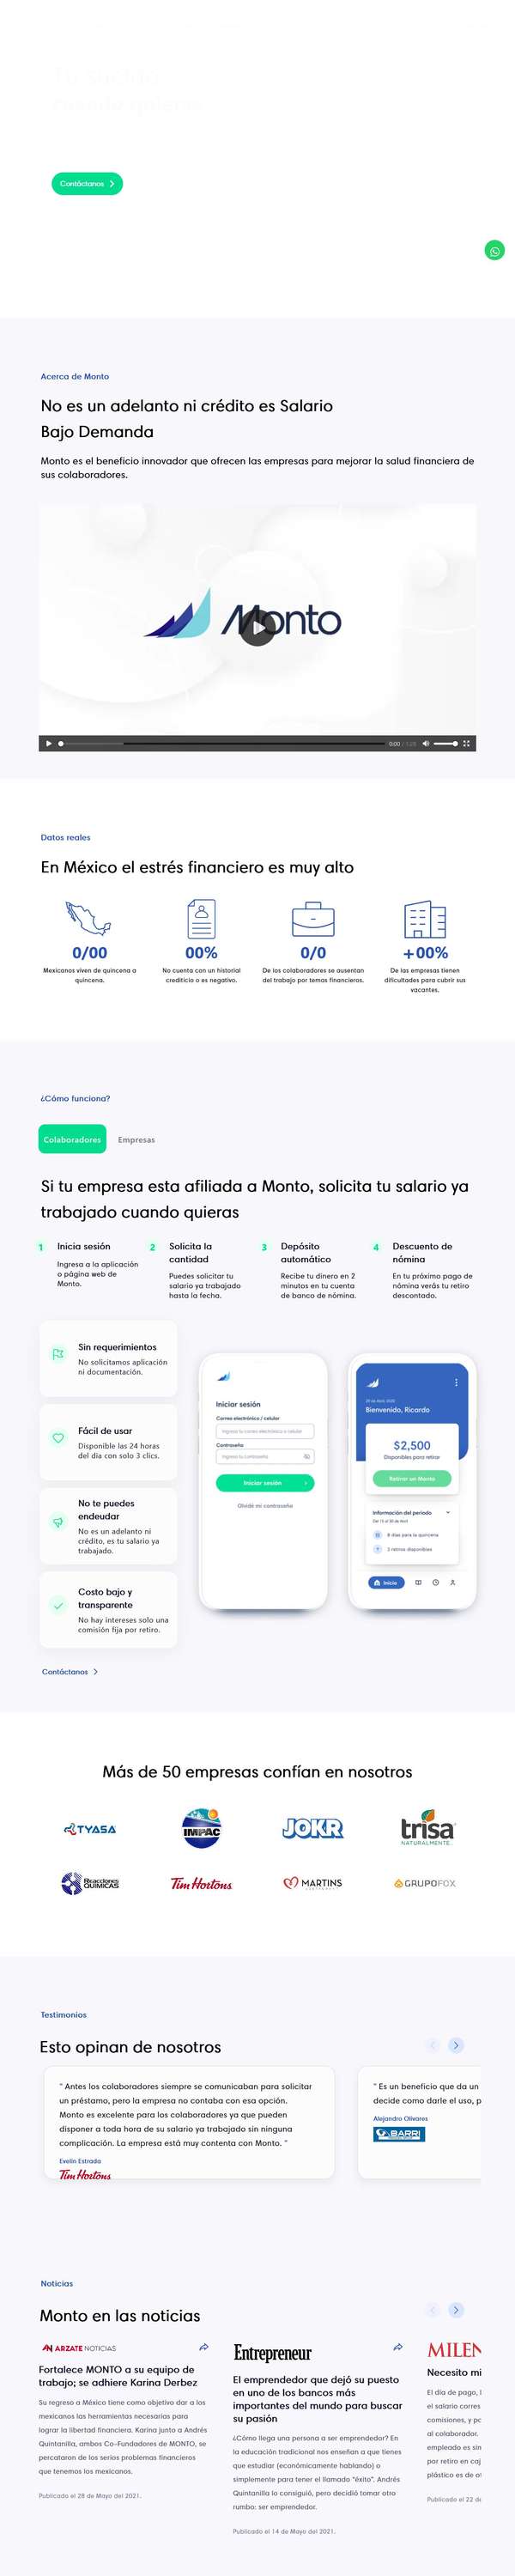 Contáctanos
Acerca de Monto
No es un adelanto ni crédito es Salario
Bajo Demanda
Monto es el beneficio innovador que ofrecen las empresas para mejorar la salud financiera de
sus colaboradores.
Monto
0:00 / 1:28
Datos reales
En México el estrés financiero es muy alto
0/00
Mexicanos viven de quincena a
quincena.
00%
No cuenta con un historial
crediticio o es negativo.
0/0
De los colaboradores se ausentan
del trabajo por temas financieros.
+00%
De las empresas tienen
dificultades para cubrir sus
vacantes.
¿Cómo funciona?
Colaboradores
Empresas
Si tu empresa esta afiliada a Monto, solicita tu salario ya
trabajado cuando quieras
1
Inicia sesión
Ingresa a la aplicación
o página web de
Monto.
2
Solicita la
cantidad
Puedes solicitar tu
salario ya trabajado
hasta la fecha.
3
Depósito
automático
Recibe tu dinero en 2
minutos en tu cuenta
de banco de nómina.
4
Descuento de
nómina
En tu próximo pago de
nómina verás tu retiro
descontado.
Sin requerimientos
No solicitamos aplicación
ni documentación.
Fácil de usar
Disponible las 24 horas
del día con solo 3 clics.
No te puedes
endeudar
No es un adelanto ni
crédito, es tu salario ya
trabajado.
Costo bajo y
transparente
No hay intereses solo una
comisión fija por retiro.
Iniciar sesión
Correo electrónico / celular
Ingresa tu correo electrónico o celular
Contraseña
Ingresa tu contraseña
Iniciar sesión
Olvidé mi contraseña
Bienvenido, Ricardo
$2,500
Disponibles para retirar
Retirar un Monto
Información del periodo
Del 15 al 30 de Abril
8 días para la quincena
2 retiros disponibles
Inicio
Contáctanos
Más de 50 empresas confían en nosotros
TYASA
IMPAC
JOKR
trisa
NATURALMENTE.
Reacciones
QUÍMICAS
Tim Hortons
MARTINS
GRUPOFOX
Testimonios
Esto opinan de nosotros
" Antes los colaboradores siempre se comunicaban para solicitar
un préstamo, pero la empresa no contaba con esa opción.
Monto es excelente para los colaboradores ya que pueden
disponer a toda hora de su salario ya trabajado sin ninguna
complicación. La empresa está muy contenta con Monto. "
Evelin Estrada
Tim Hortons
" Es un beneficio que da un
decide como darle el uso, p
Alejandro Olivares
BARRI
Noticias
Monto en las noticias
ARZATE NOTICIAS
Fortalece MONTO a su equipo de
trabajo; se adhiere Karina Derbez
Su regreso a México tiene como objetivo dar a los
mexicanos las herramientas necesarias para
lograr la libertad financiera. Karina junto a Andrés
Quintanilla, ambos Co-Fundadores de MONTO, se
percataron de los serios problemas financieros
que tenemos los mexicanos.
Publicado el 28 de Mayo del 2021.
Entrepreneur
El emprendedor que dejó su puesto
en uno de los bancos más
importantes del mundo para buscar
su pasión
¿Cómo llega una persona a ser emprendedor? En
la educación tradicional nos enseñan a que tienes
que estudiar (económicamente hablando) o
simplemente para tener el llamado "éxito". Andrés
Quintanilla lo consiguió, pero decidió tomar otro
rumbo: ser emprendedor.
Publicado el 14 de Mayo del 2021.
MILEN
Necesito mi
El día de pago, l
el salario corres
comisiones, y po
al colaborador.
empleado es sin
por retiro en caj
plástico es de
Publicado el 22 de